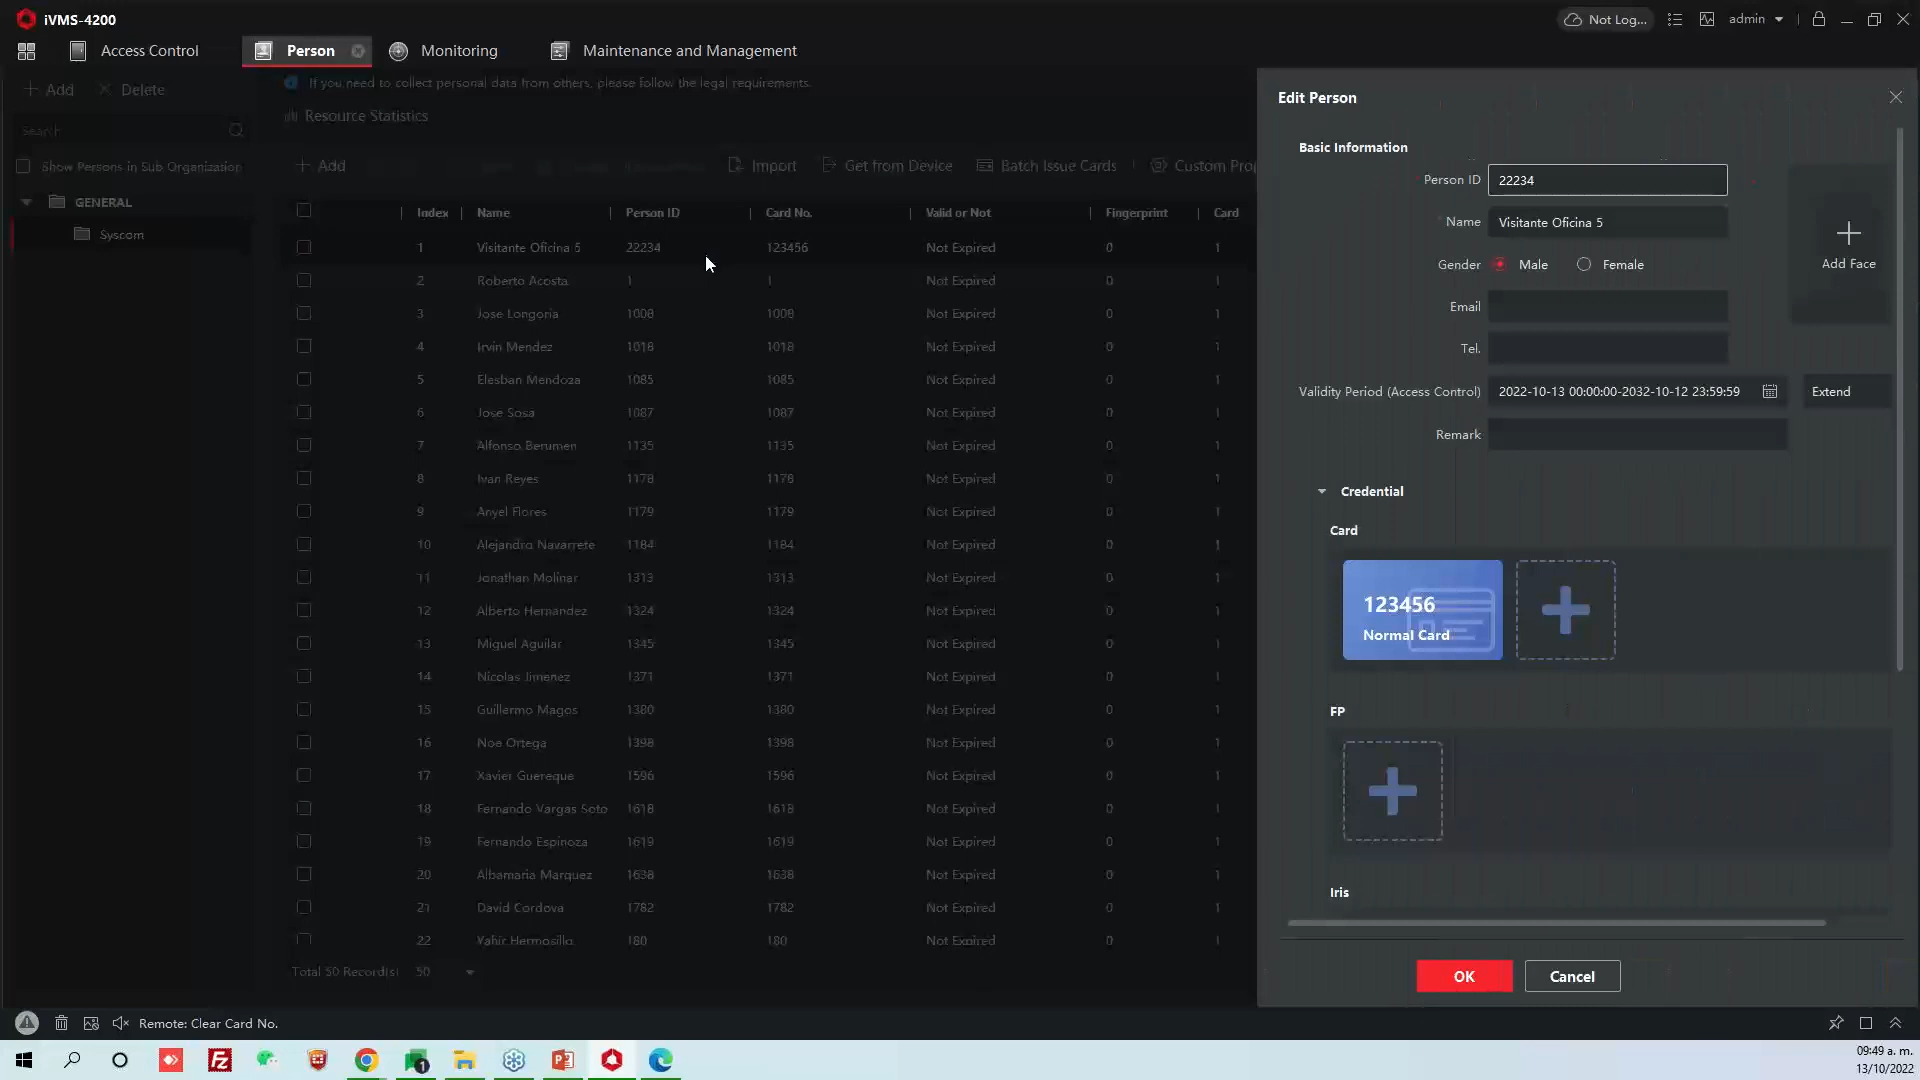 iVMS-4200
Not Log...
admin
Access Control
Person
Monitoring
Maintenance and Management
Add
Delete
If you need to collect personal data from others, please follow the legal requirements.
Resource Statistics
Search
Show Persons in Sub Organization
GENERAL
Syscom
Add
Import
Get from Device
Batch Issue Cards
Custom Prop
Index Name Person ID Card No. Valid or Not Fingerprint Card
1 Visitante Oficina 5 22234 123456 Not Expired 0 1
2 Roberto Acosta 1 1 Not Expired 0 1
3 Jose Longoria 1008 1008 Not Expired 0 1
4 Irvin Mendez 1018 1018 Not Expired 0 1
5 Elesban Mendoza 1085 1085 Not Expired 0 1
6 Jose Sosa 1087 1087 Not Expired 0 1
7 Alfonso Berumen 1135 1135 Not Expired 0 1
8 Ivan Reyes 1178 1178 Not Expired 0 1
9 Anyel Flores 1179 1179 Not Expired 0 1
10 Alejandro Navarrete 1184 1184 Not Expired 0 1
11 Jonathan Molinar 1313 1313 Not Expired 0 1
12 Alberto Hernandez 1324 1324 Not Expired 0 1
13 Miguel Aguilar 1345 1345 Not Expired 0 1
14 Nicolas Jimenez 1371 1371 Not Expired 0 1
15 Guillermo Magos 1380 1380 Not Expired 0 1
16 Noe Ortega 1398 1398 Not Expired 0 1
17 Xavier Guereque 1596 1596 Not Expired 0 1
18 Fernando Vargas Soto 1618 1618 Not Expired 0 1
19 Fernando Espinoza 1619 1619 Not Expired 0 1
20 Albamaria Marquez 1638 1638 Not Expired 0 1
21 David Cordova 1782 1782 Not Expired 0 1
22 Yahir Hermosillo 180 180 Not Expired 0 1
Total 50 Record(s) 50
Edit Person
Basic Information
* Person ID 22234
* Name Visitante Oficina 5
Gender Male Female
Email
Tel.
Validity Period (Access Control) 2022-10-13 00:00:00-2032-10-12 23:59:59 Extend
Remark
Add Face
Credential
Card
123456
Normal Card
FP
Iris
OK
Cancel
Remote: Clear Card No.
1
09:49 a. m.
13/10/2022